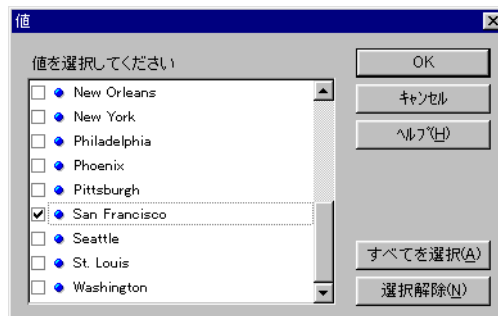 値
値を選択してください
New Orleans
New York
Philadelphia
Phoenix
Pittsburgh
San Francisco
Seattle
St. Louis
Washington
OK
ｷｬﾝｾﾙ
ﾍﾙﾌﾟ(H)
すべてを選択(A)
選択解除(N)